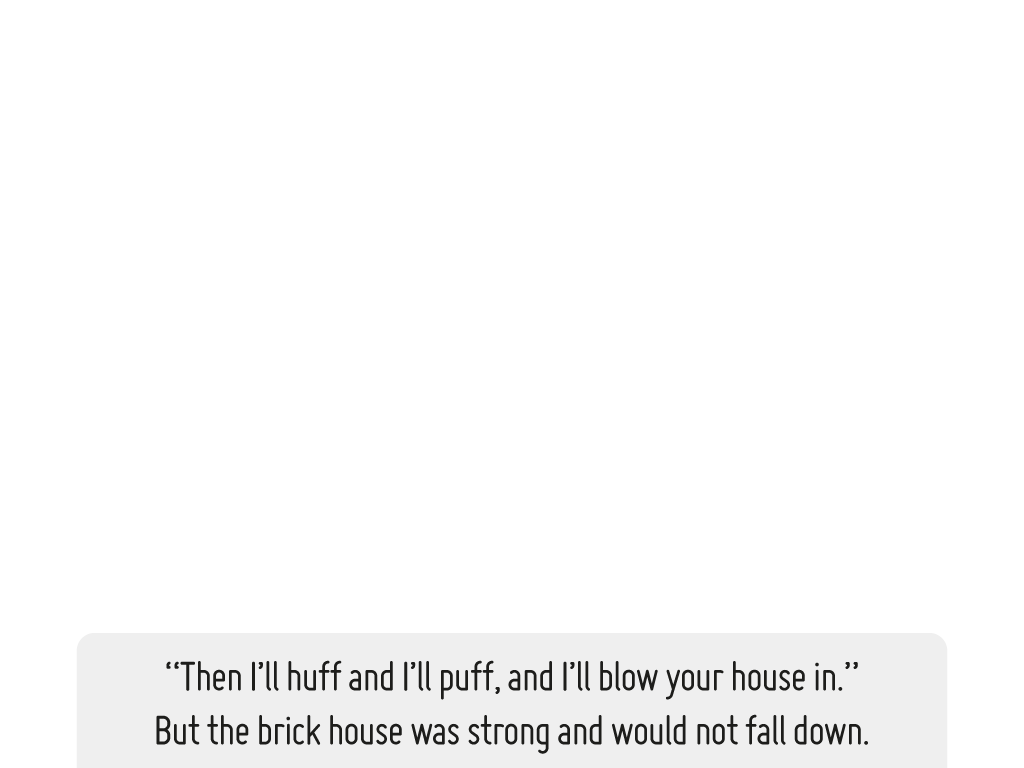 “Then I’ll huff and I’ll puff, and I’ll blow your house in.”
But the brick house was strong and would not fall down.